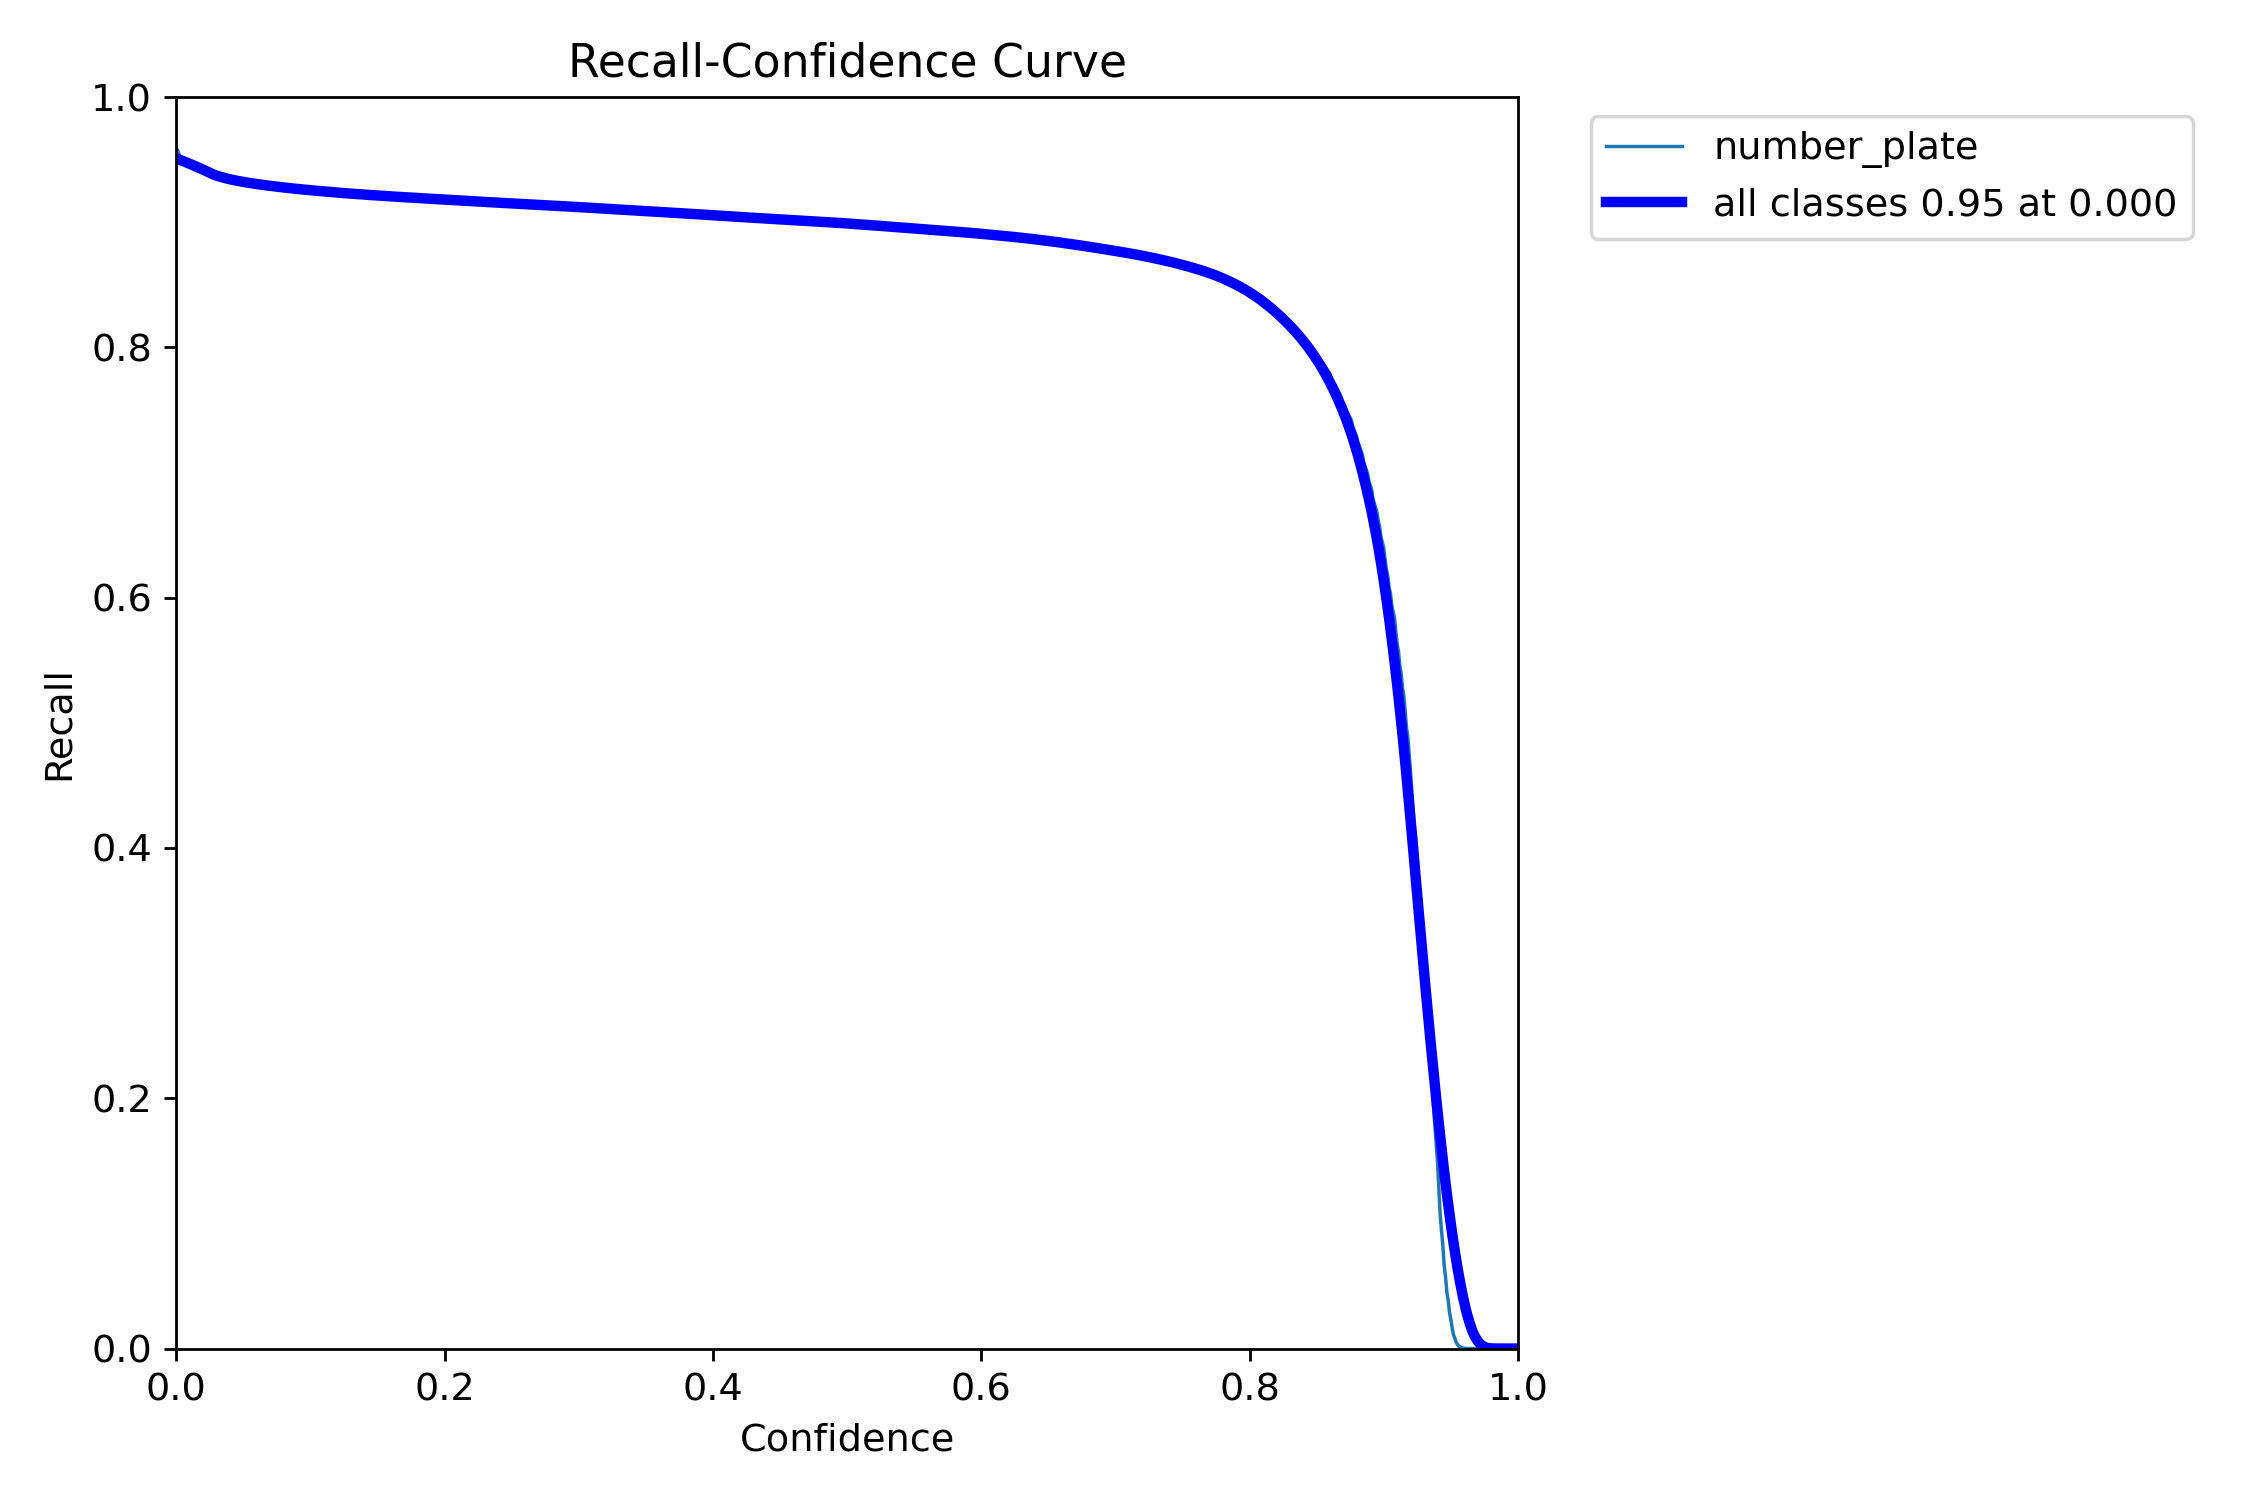 Recall-Confidence Curve
1.0
0.8
0.6
0.4
0.2
0.0
Recall
0.0 0.2 0.4 0.6 0.8 1.0
Confidence
number_plate
all classes 0.95 at 0.000